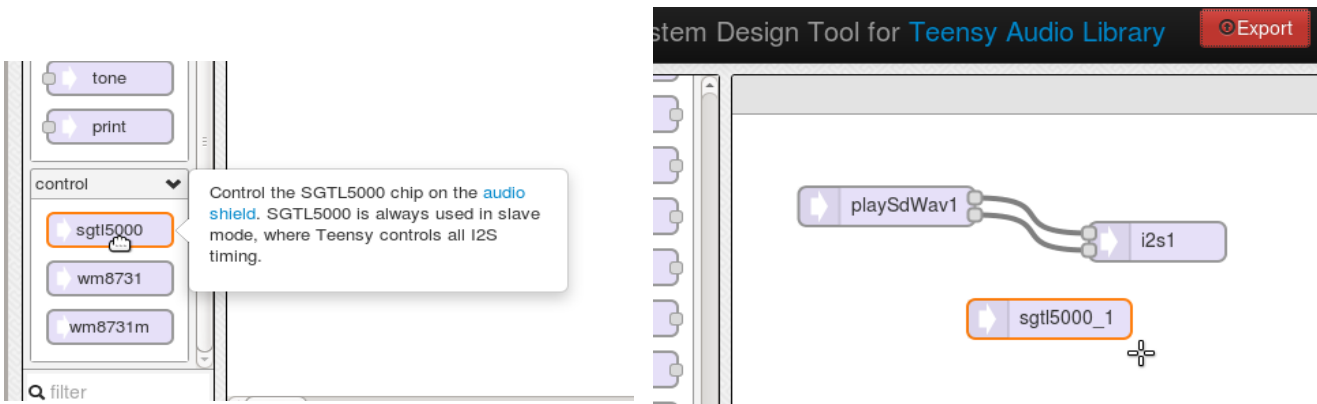 tone
print
control
sgtl5000
wm8731
wm8731m
filter
Control the SGTL5000 chip on the audio
shield. SGTL5000 is always used in slave
mode, where Teensy controls all I2S
timing.
stem Design Tool for Teensy Audio Library
Export
playSdWav1
i2s1
sgtl5000_1